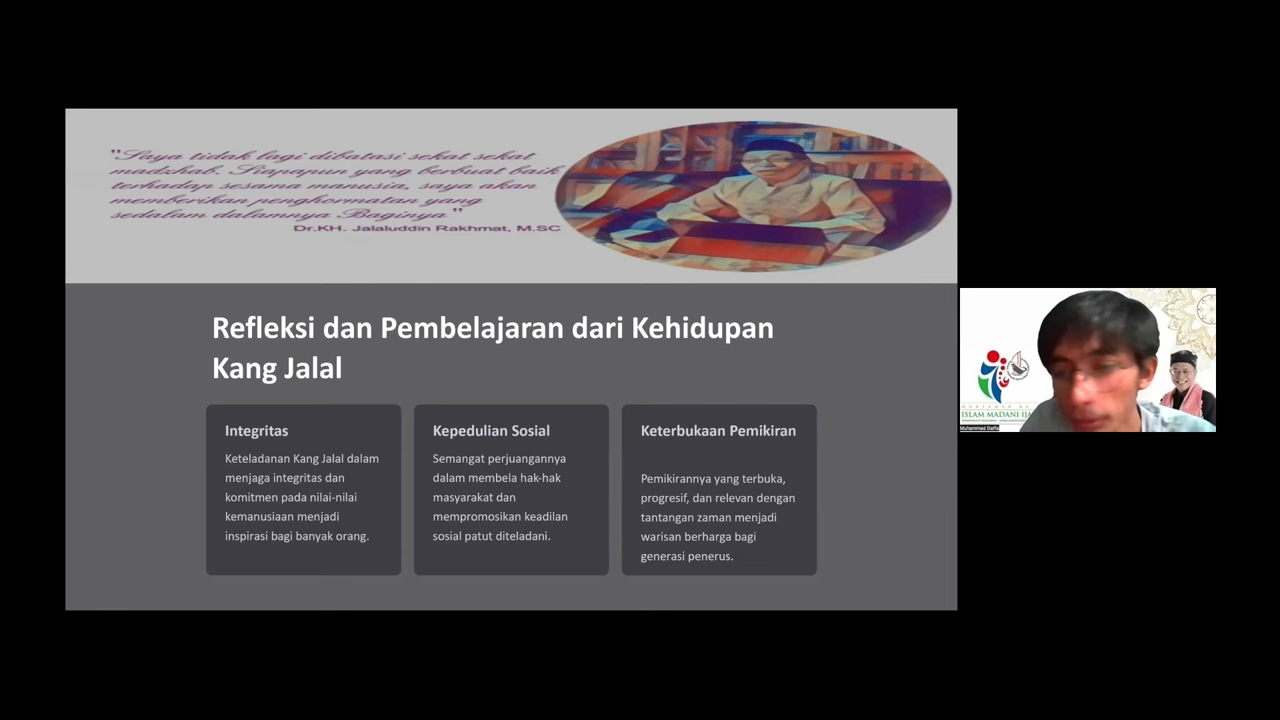 "Saya tidak lagi dibatasi sekat sekat
madzhab. Siapapun yang berbuat baik
terhadap sesama manusia, saya akan
memberikan penghormatan yang
sedalam dalamnya Baginya"
Dr.KH. Jalaluddin Rakhmat, M.SC
Refleksi dan Pembelajaran dari Kehidupan
Kang Jalal
Integritas
Keteladanan Kang Jalal dalam
menjaga integritas dan
komitmen pada nilai-nilai
kemanusiaan menjadi
inspirasi bagi banyak orang.
Kepedulian Sosial
Semangat perjuangannya
dalam membela hak-hak
masyarakat dan
mempromosikan keadilan
sosial patut diteladani.
Keterbukaan Pemikiran
Pemikirannya yang terbuka,
progresif, dan relevan dengan
tantangan zaman menjadi
warisan berharga bagi
generasi penerus.
ISLAM MADANI IJA
Muhammad Daffa